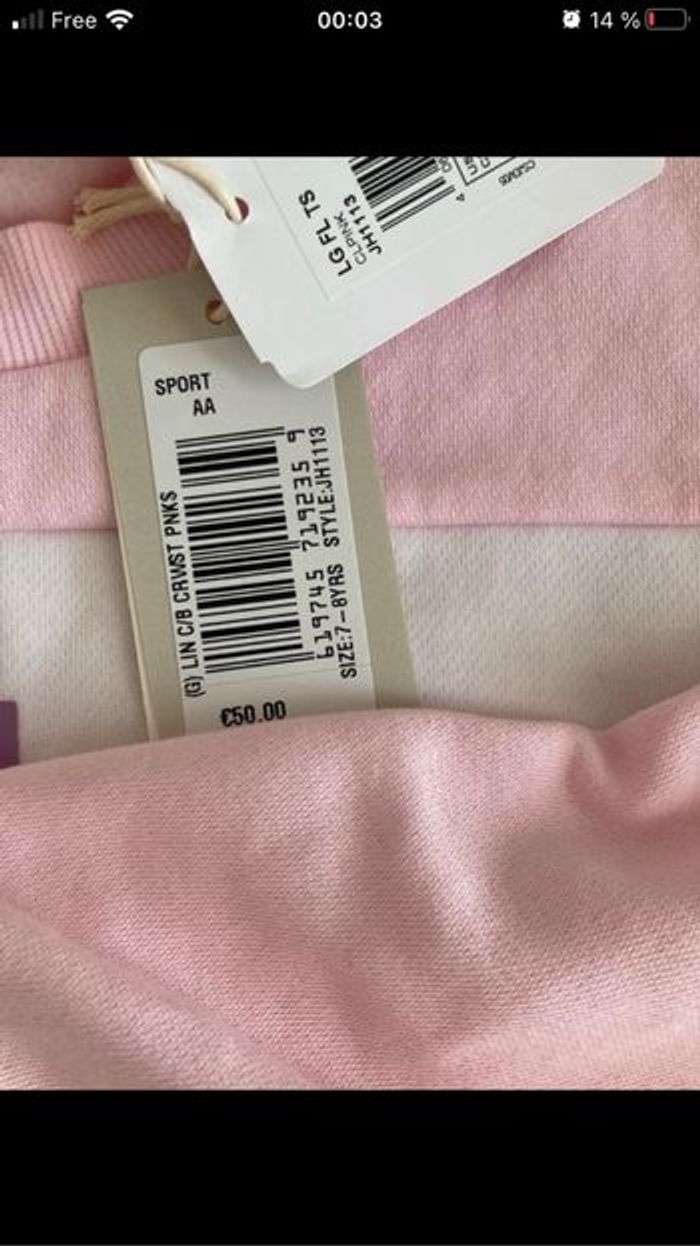 Free 00:03 14 %
LG FL TS
CLPINK
JH1113
4
SPORT
AA
(G) LIN C/B CRWST PNKS
619745 719235 9
SIZE:7-8YRS STYLE:JH1113
€50.00